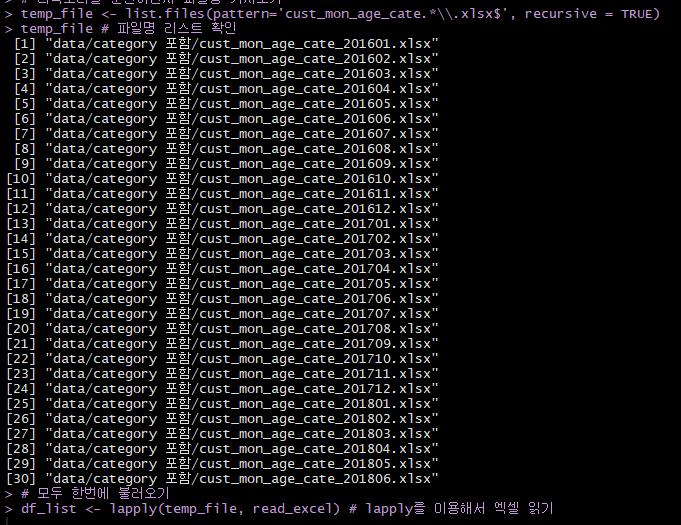 > temp_file <- list.files(pattern='cust_mon_age_cate.*\\.xlsx$', recursive = TRUE)
> temp_file # 파일명 리스트 확인
[1] "data/category 포함/cust_mon_age_cate_201601.xlsx"
[2] "data/category 포함/cust_mon_age_cate_201602.xlsx"
[3] "data/category 포함/cust_mon_age_cate_201603.xlsx"
[4] "data/category 포함/cust_mon_age_cate_201604.xlsx"
[5] "data/category 포함/cust_mon_age_cate_201605.xlsx"
[6] "data/category 포함/cust_mon_age_cate_201606.xlsx"
[7] "data/category 포함/cust_mon_age_cate_201607.xlsx"
[8] "data/category 포함/cust_mon_age_cate_201608.xlsx"
[9] "data/category 포함/cust_mon_age_cate_201609.xlsx"
[10] "data/category 포함/cust_mon_age_cate_201610.xlsx"
[11] "data/category 포함/cust_mon_age_cate_201611.xlsx"
[12] "data/category 포함/cust_mon_age_cate_201612.xlsx"
[13] "data/category 포함/cust_mon_age_cate_201701.xlsx"
[14] "data/category 포함/cust_mon_age_cate_201702.xlsx"
[15] "data/category 포함/cust_mon_age_cate_201703.xlsx"
[16] "data/category 포함/cust_mon_age_cate_201704.xlsx"
[17] "data/category 포함/cust_mon_age_cate_201705.xlsx"
[18] "data/category 포함/cust_mon_age_cate_201706.xlsx"
[19] "data/category 포함/cust_mon_age_cate_201707.xlsx"
[20] "data/category 포함/cust_mon_age_cate_201708.xlsx"
[21] "data/category 포함/cust_mon_age_cate_201709.xlsx"
[22] "data/category 포함/cust_mon_age_cate_201710.xlsx"
[23] "data/category 포함/cust_mon_age_cate_201711.xlsx"
[24] "data/category 포함/cust_mon_age_cate_201712.xlsx"
[25] "data/category 포함/cust_mon_age_cate_201801.xlsx"
[26] "data/category 포함/cust_mon_age_cate_201802.xlsx"
[27] "data/category 포함/cust_mon_age_cate_201803.xlsx"
[28] "data/category 포함/cust_mon_age_cate_201804.xlsx"
[29] "data/category 포함/cust_mon_age_cate_201805.xlsx"
[30] "data/category 포함/cust_mon_age_cate_201806.xlsx"
> # 모두 한번에 불러오기
> df_list <- lapply(temp_file, read_excel) # lapply를 이용해서 엑셀 읽기